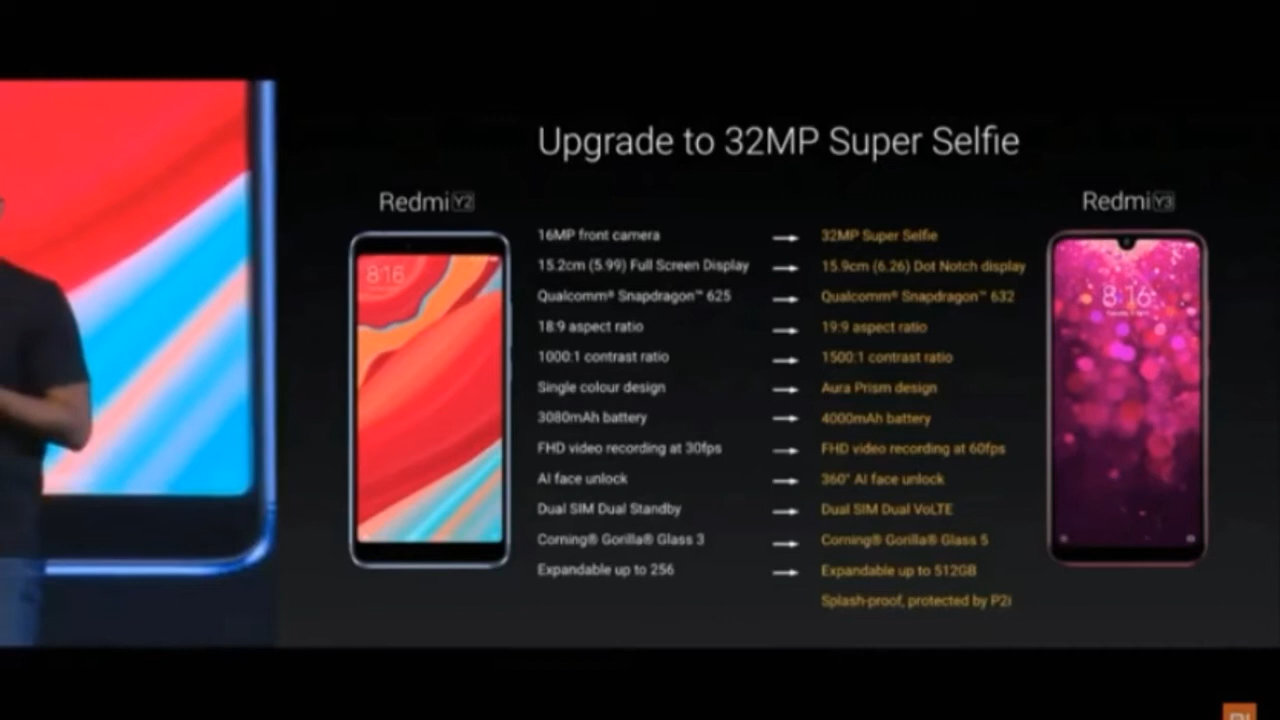 Upgrade to 32MP Super Selfie
Redmi Y2
Redmi Y3
16MP front camera → 32MP Super Selfie
15.2cm (5.99) Full Screen Display → 15.9cm (6.26) Dot Notch display
Qualcomm® Snapdragon™ 625 → Qualcomm® Snapdragon™ 632
18:9 aspect ratio → 19:9 aspect ratio
1000:1 contrast ratio → 1500:1 contrast ratio
Single colour design → Aura Prism design
3080mAh battery → 4000mAh battery
FHD video recording at 30fps → FHD video recording at 60fps
AI face unlock → 360° AI face unlock
Dual SIM Dual Standby → Dual SIM Dual VoLTE
Corning® Gorilla® Glass 3 → Corning® Gorilla® Glass 5
Expandable up to 256 → Expandable up to 512GB
Splash-proof, protected by P2i
8:16
8:16